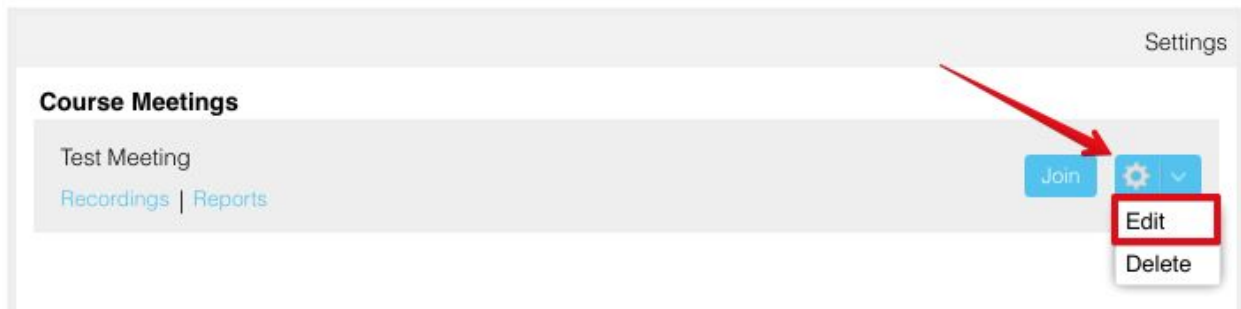 Settings
Course Meetings
Test Meeting
Join
Recordings | Reports
Edit
Delete